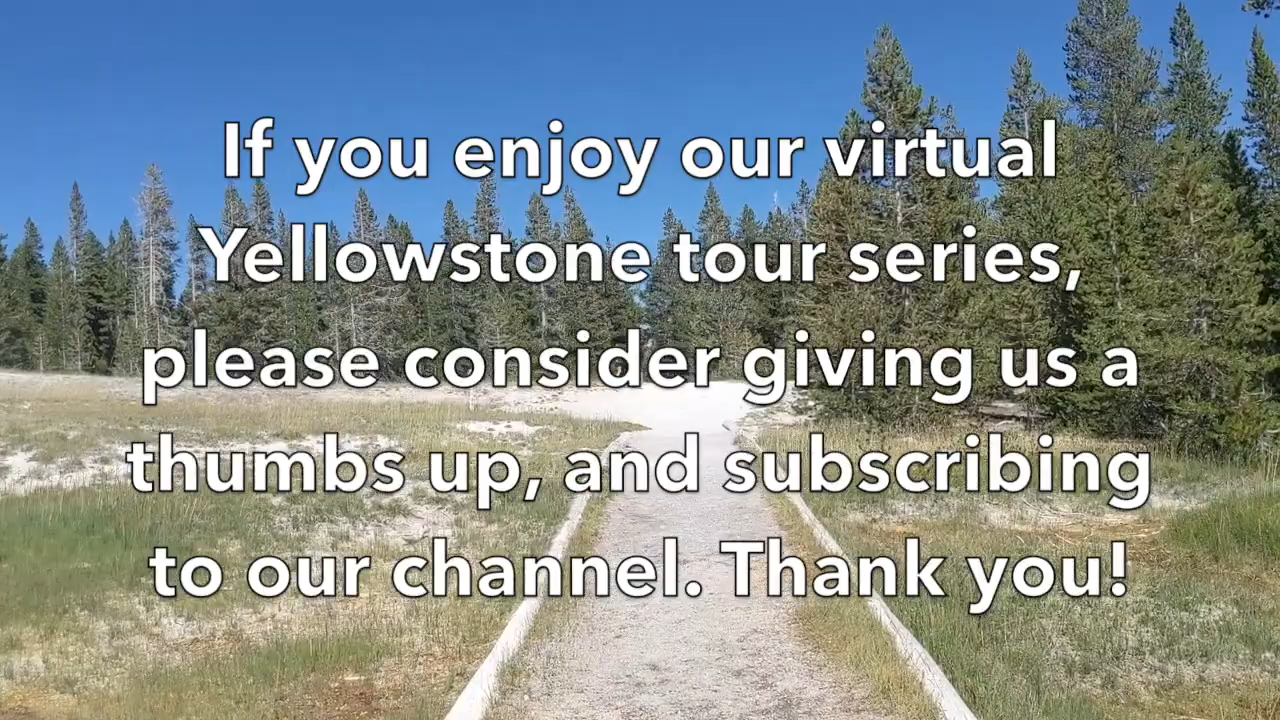 If you enjoy our virtual
Yellowstone tour series,
please consider giving us a
thumbs up, and subscribing
to our channel. Thank you!